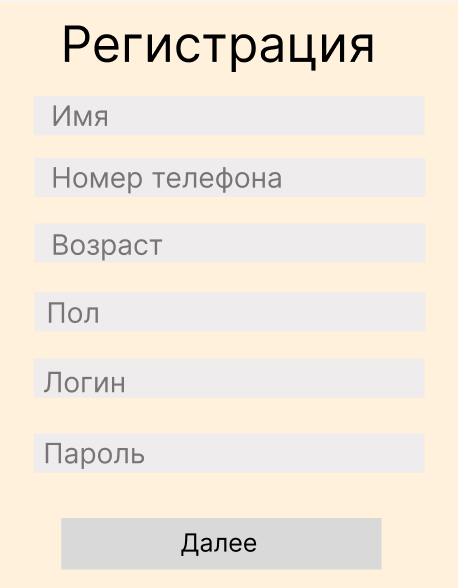 Регистрация
Имя
Номер телефона
Возраст
Пол
Логин
Пароль
Далее